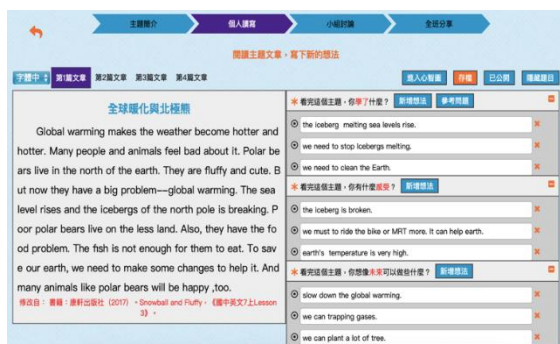 主題簡介
個人讀寫
小組討論
全班分享
閱讀主題文章，寫下新的想法
字體中
第1篇文章 第2篇文章 第3篇文章 第4篇文章
進入心智圖 存檔 已公開 隱藏題目
全球暖化與北極熊
Global warming makes the weather become hotter and
hotter. Many people and animals feel bad about it. Polar be
ars live in the north of the earth. They are fluffy and cute. B
ut now they have a big problem--global warming. The sea
level rises and the icebergs of the north pole is breaking. P
oor polar bears live on the less land. Also, they have the fo
od problem. The fish is not enough for them to eat. To sav
e our earth, we need to make some changes to help it. And
many animals like polar bears will be happy ,too.
修改自： 書籍：康軒出版社（2017），Snowball and Fluffy，《國中英文7上Lesson
3》。
＊看完這個主題，你學了什麼？ 新增想法 參考問題
the iceberg melting sea levels rise.
we need to stop Icebergs melting.
we need to clean the Earth.
＊看完這個主題，你有什麼感受？ 新增想法
the iceberg is broken.
we must to ride the bike or MRT more. It can help earth.
earth's temperature is very high.
＊看完這個主題，你想像未來可以做些什麼？ 新增想法
slow down the global warming.
we can trapping gases.
we can plant a lot of tree.